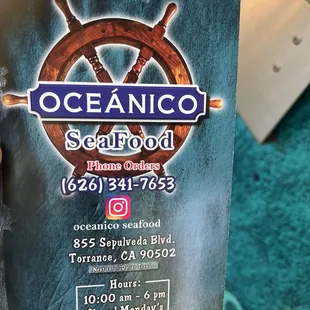 OCEÁNICO
SeaFood
Phone Orders
(626) 341-7653
oceanico seafood
855 Sepulveda Blvd.
Torrance, CA 90502
Hours:
10:00 am - 6 pm
Monday's